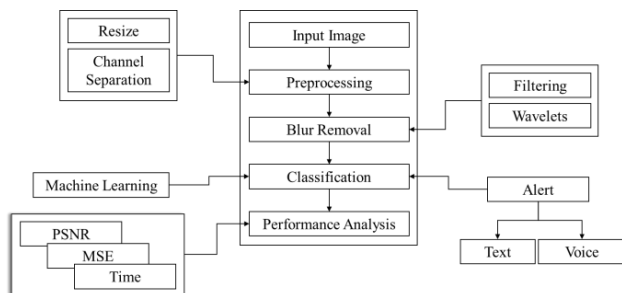 Resize
Channel
Separation
Input Image
Preprocessing
Blur Removal
Classification
Performance Analysis
Filtering
Wavelets
Machine Learning
Alert
Text
Voice
PSNR
MSE
Time